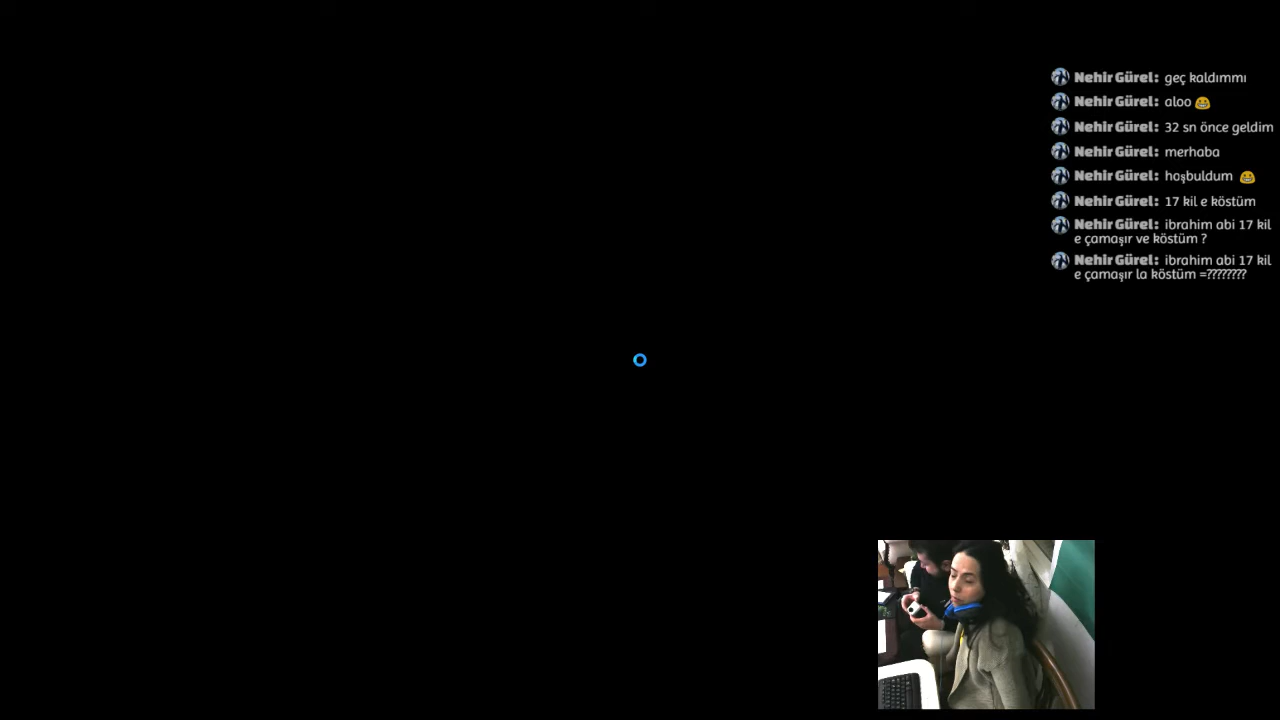 Nehir Gürel: geç kaldımmı
Nehir Gürel: aloo 😂
Nehir Gürel: 32 sn önce geldim
Nehir Gürel: merhaba
Nehir Gürel: hoşbuldum 😂
Nehir Gürel: 17 kil e köstüm
Nehir Gürel: ibrahim abi 17 kil
e çamaşır ve köstüm ?
Nehir Gürel: ibrahim abi 17 kil
e çamaşır la köstüm =????????